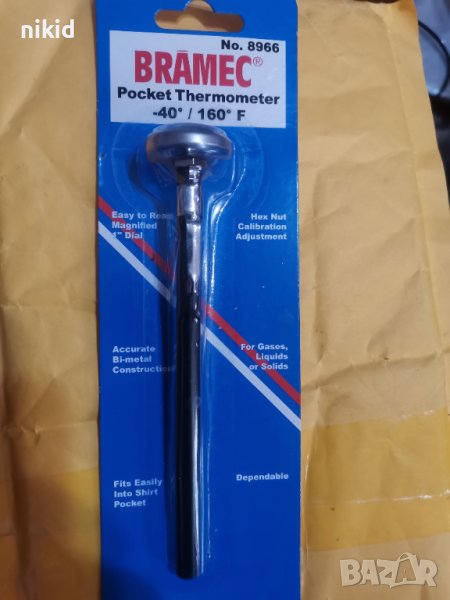 nikid
No. 8966
BRAMEC®
Pocket Thermometer
-40° / 160° F
Easy to Read
Magnified
1" Dial
Hex Nut
Calibration
Adjustment
Accurate
Bi-metal
Construction
For Gases,
Liquids
or Solids
Fits Easily
Into Shirt
Pocket
Dependable
BAZAR